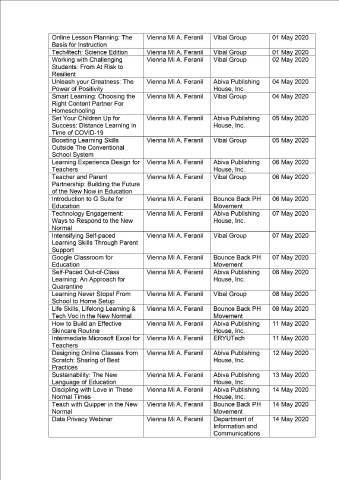 Online Lesson Planning: The Vienna Mi A. Feranil Vibal Group 01 May 2020
Basis for Instruction
Tech4tech: Science Edition Vienna Mi A. Feranil Vibal Group 01 May 2020
Working with Challenging Vienna Mi A. Feranil Vibal Group 02 May 2020
Students: From At Risk to
Resilient
Unleash your Greatness: The Vienna Mi A. Feranil Abiva Publishing 04 May 2020
Power of Positivity House, Inc.
Smart Learning: Choosing the Vienna Mi A. Feranil Vibal Group 04 May 2020
Right Content Partner For
Homeschooling
Set Your Children Up for Vienna Mi A. Feranil Abiva Publishing 05 May 2020
Success: Distance Learning in House, Inc.
Time of COVID-19
Boosting Learning Skills Vienna Mi A. Feranil Vibal Group 05 May 2020
Outside The Conventional
School System
Learning Experience Design for Vienna Mi A. Feranil Abiva Publishing 06 May 2020
Teachers House, Inc.
Teacher and Parent Vienna Mi A. Feranil Vibal Group 06 May 2020
Partnership: Building the Future
of the New Now in Education
Introduction to G Suite for Vienna Mi A. Feranil Bounce Back PH 06 May 2020
Education Movement
Technology Engagement: Vienna Mi A. Feranil Abiva Publishing 07 May 2020
Ways to Respond to the New House, Inc.
Normal
Intensifying Self-paced Vienna Mi A. Feranil Vibal Group 07 May 2020
Learning Skills Through Parent
Support
Google Classroom for Vienna Mi A. Feranil Bounce Back PH 07 May 2020
Education Movement
Self-Paced Out-of-Class Vienna Mi A. Feranil Abiva Publishing 08 May 2020
Learning: An Approach for House, Inc.
Quarantine
Learning Never Stops! From Vienna Mi A. Feranil Vibal Group 08 May 2020
School to Home Setup
Life Skills, Lifelong Learning & Vienna Mi A. Feranil Bounce Back PH 08 May 2020
Tech Voc in the New Normal Movement
How to Build an Effective Vienna Mi A. Feranil Abiva Publishing 11 May 2020
Skincare Routine House, Inc.
Intermediate Microsoft Excel for Vienna Mi A. Feranil ERYUTech 11 May 2020
Teachers
Designing Online Classes from Vienna Mi A. Feranil Abiva Publishing 12 May 2020
Scratch: Sharing of Best House, Inc.
Practices
Sustainability: The New Vienna Mi A. Feranil Abiva Publishing 13 May 2020
Language of Education House, Inc.
Discipling with Love in These Vienna Mi A. Feranil Abiva Publishing 14 May 2020
Normal Times House, Inc.
Teach with Quipper in the New Vienna Mi A. Feranil Bounce Back PH 14 May 2020
Normal Movement
Data Privacy Webinar Vienna Mi A. Feranil Department of 14 May 2020
Information and
Communications